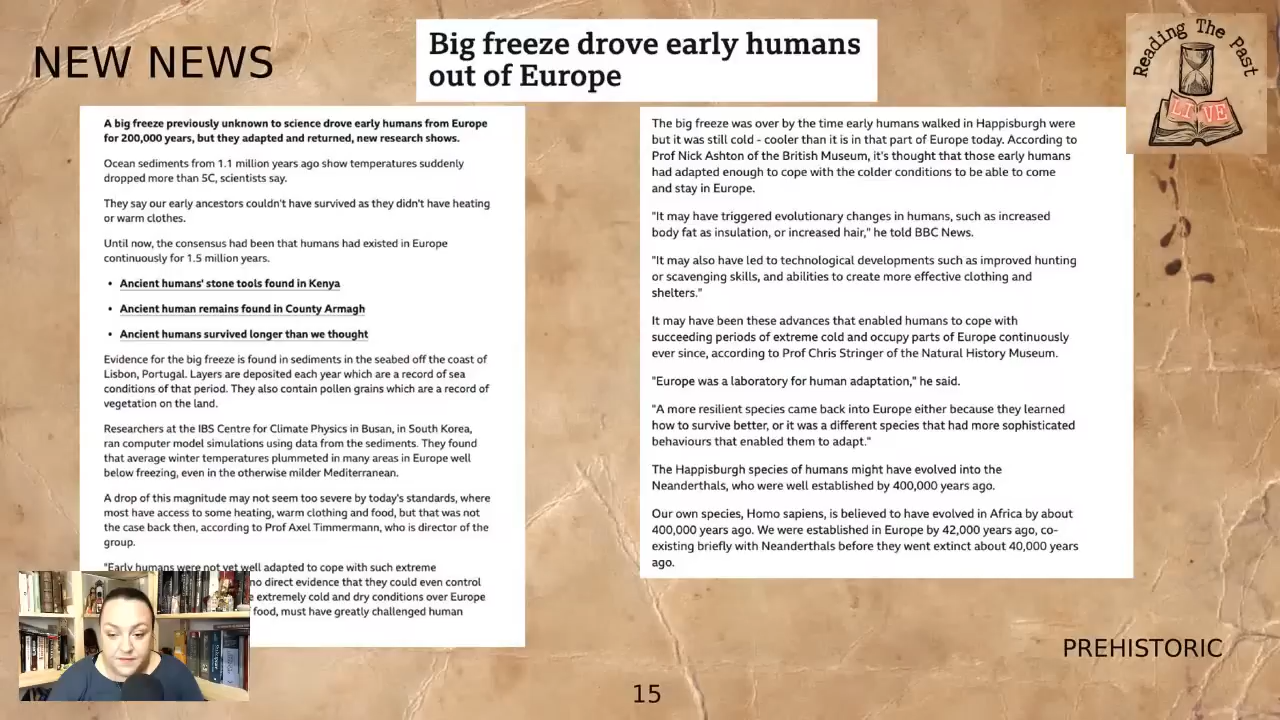 NEW NEWS
Big freeze drove early humans
out of Europe
Reading The Past
LIVE
A big freeze previously unknown to science drove early humans from Europe
for 200,000 years, but they adapted and returned, new research shows.
Ocean sediments from 1.1 million years ago show temperatures suddenly
dropped more than 5C, scientists say.
They say our early ancestors couldn't have survived as they didn't have heating
or warm clothes.
Until now, the consensus had been that humans had existed in Europe
continuously for 1.5 million years.
• Ancient humans' stone tools found in Kenya
• Ancient human remains found in County Armagh
• Ancient humans survived longer than we thought
Evidence for the big freeze is found in sediments in the seabed off the coast of
Lisbon, Portugal. Layers are deposited each year which are a record of sea
conditions of that period. They also contain pollen grains which are a record of
vegetation on the land.
Researchers at the IBS Centre for Climate Physics in Busan, in South Korea,
ran computer model simulations using data from the sediments. They found
that average winter temperatures plummeted in many areas in Europe well
below freezing, even in the otherwise milder Mediterranean.
A drop of this magnitude may not seem too severe by today's standards, where
most have access to some heating, warm clothing and food, but that was not
the case back then, according to Prof Axel Timmermann, who is director of the
group.
"Early humans were not yet well adapted to cope with such extreme
no direct evidence that they could even control
extremely cold and dry conditions over Europe
food, must have greatly challenged human
The big freeze was over by the time early humans walked in Happisburgh were
but it was still cold - cooler than it is in that part of Europe today. According to
Prof Nick Ashton of the British Museum, it's thought that those early humans
had adapted enough to cope with the colder conditions to be able to come
and stay in Europe.
"It may have triggered evolutionary changes in humans, such as increased
body fat as insulation, or increased hair," he told BBC News.
"It may also have led to technological developments such as improved hunting
or scavenging skills, and abilities to create more effective clothing and
shelters."
It may have been these advances that enabled humans to cope with
succeeding periods of extreme cold and occupy parts of Europe continuously
ever since, according to Prof Chris Stringer of the Natural History Museum.
"Europe was a laboratory for human adaptation," he said.
"A more resilient species came back into Europe either because they learned
how to survive better, or it was a different species that had more sophisticated
behaviours that enabled them to adapt."
The Happisburgh species of humans might have evolved into the
Neanderthals, who were well established by 400,000 years ago.
Our own species, Homo sapiens, is believed to have evolved in Africa by about
400,000 years ago. We were established in Europe by 42,000 years ago, co-
existing briefly with Neanderthals before they went extinct about 40,000 years
ago.
PREHISTORIC
15